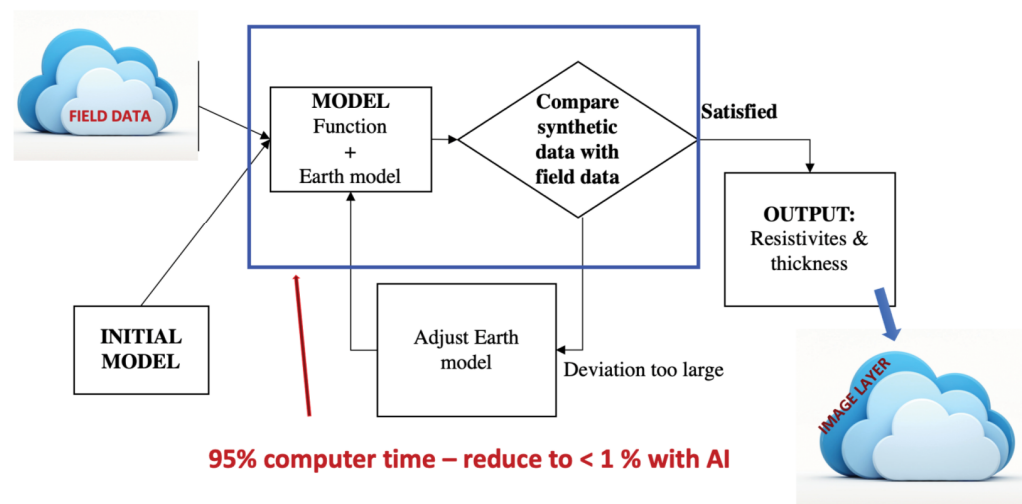 FIELD DATA
MODEL
Function
+
Earth model
Compare
synthetic
data with
field data
Satisfied
OUTPUT:
Resistivites &
thickness
INITIAL
MODEL
Adjust Earth
model
Deviation too large
IMAGE LAYER
95% computer time – reduce to < 1 % with AI